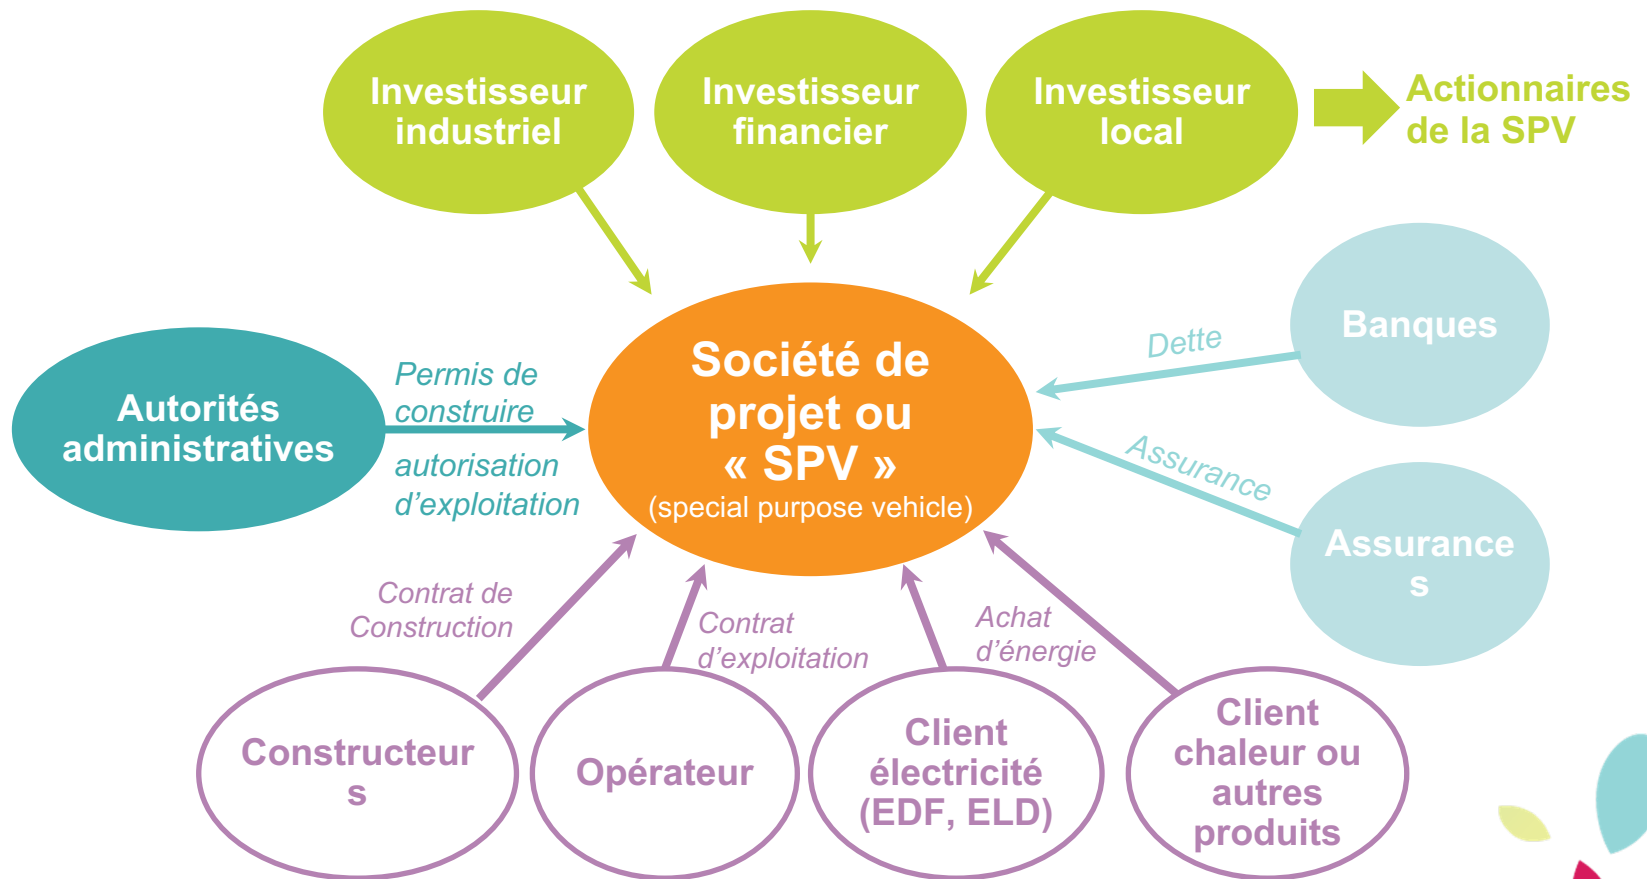 Investisseur
industriel
Investisseur
financier
Investisseur
local
Actionnaires
de la SPV
Banques
Dette
Société de
projet ou
« SPV »
(special purpose vehicle)
Autorités
administratives
Permis de
construire
autorisation
d’exploitation
Assurance
Assurance
s
Contrat de
Construction
Contrat
d’exploitation
Achat
d’énergie
Constructeur
s
Opérateur
Client
électricité
(EDF, ELD)
Client
chaleur ou
autres
produits